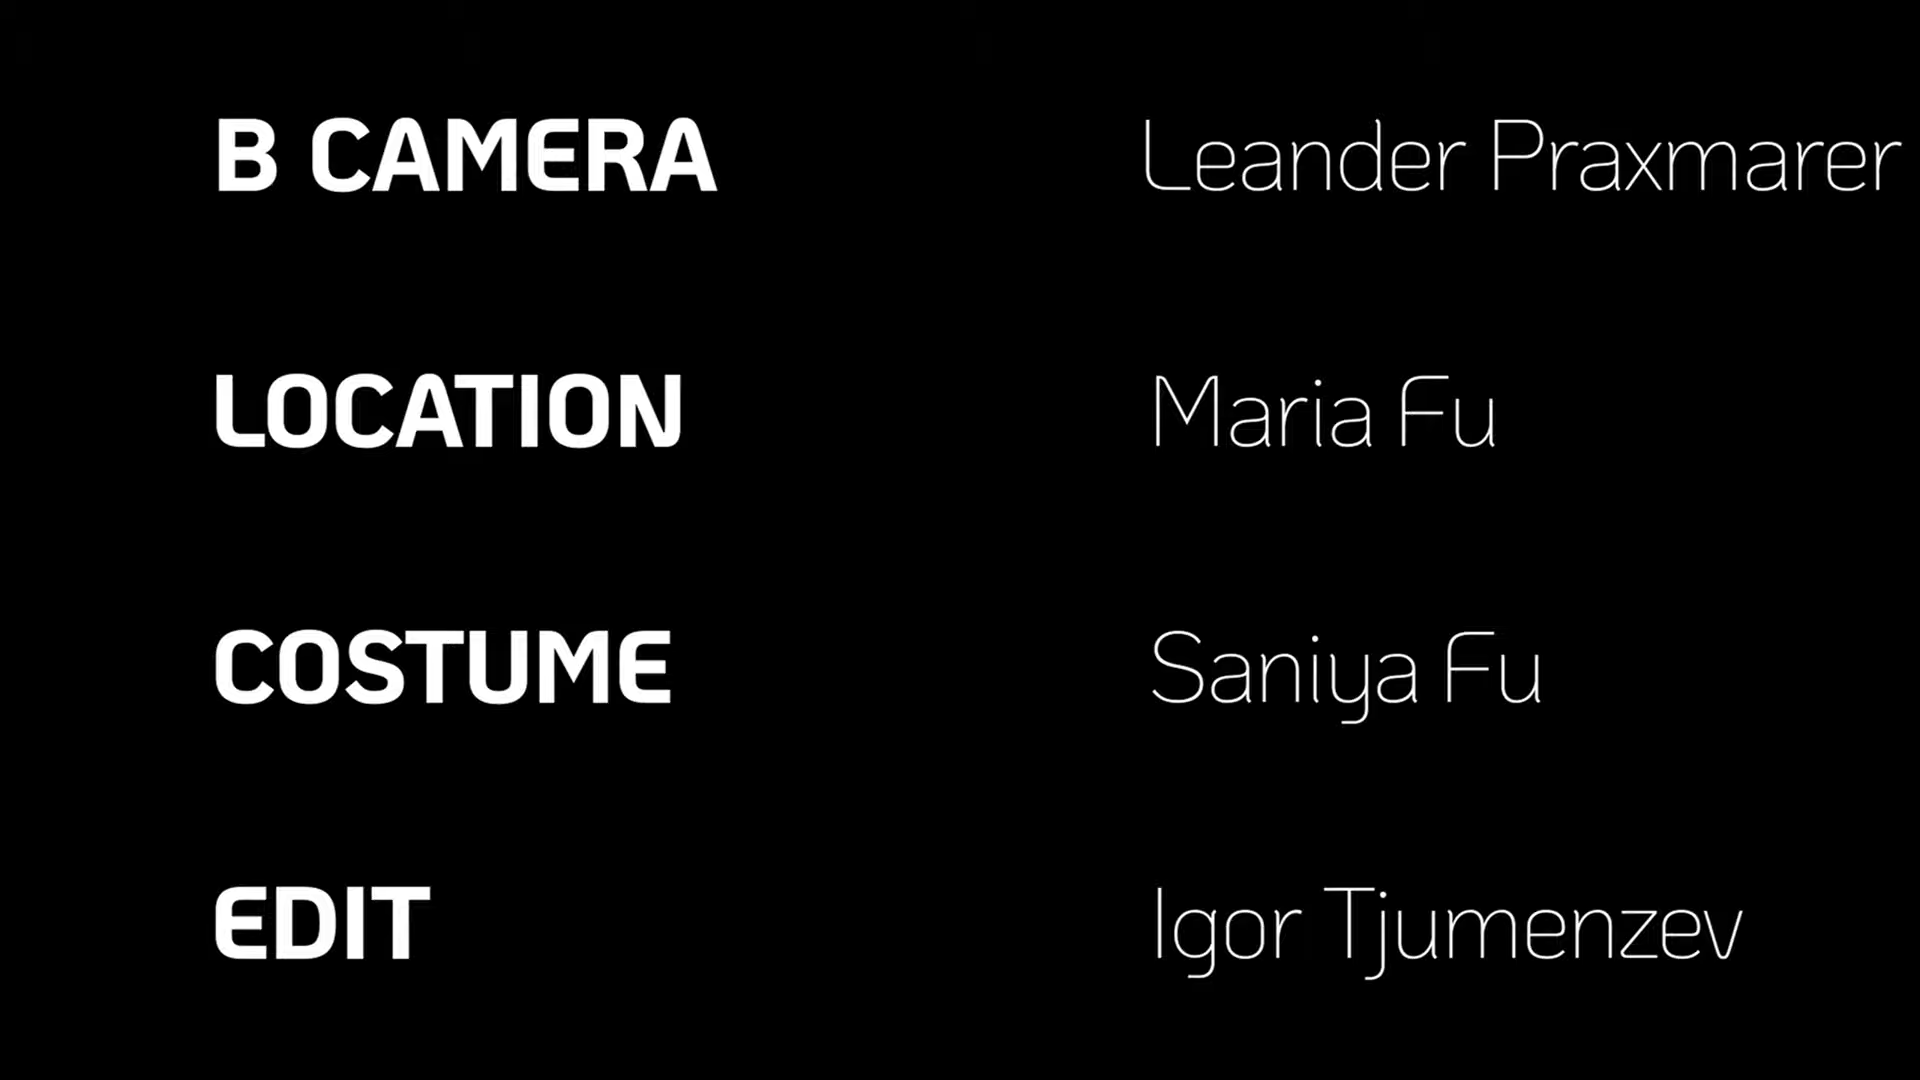 B CAMERA Leander Praxmarer
LOCATION Maria Fu
COSTUME Saniya Fu
EDIT Igor Tjumenzev